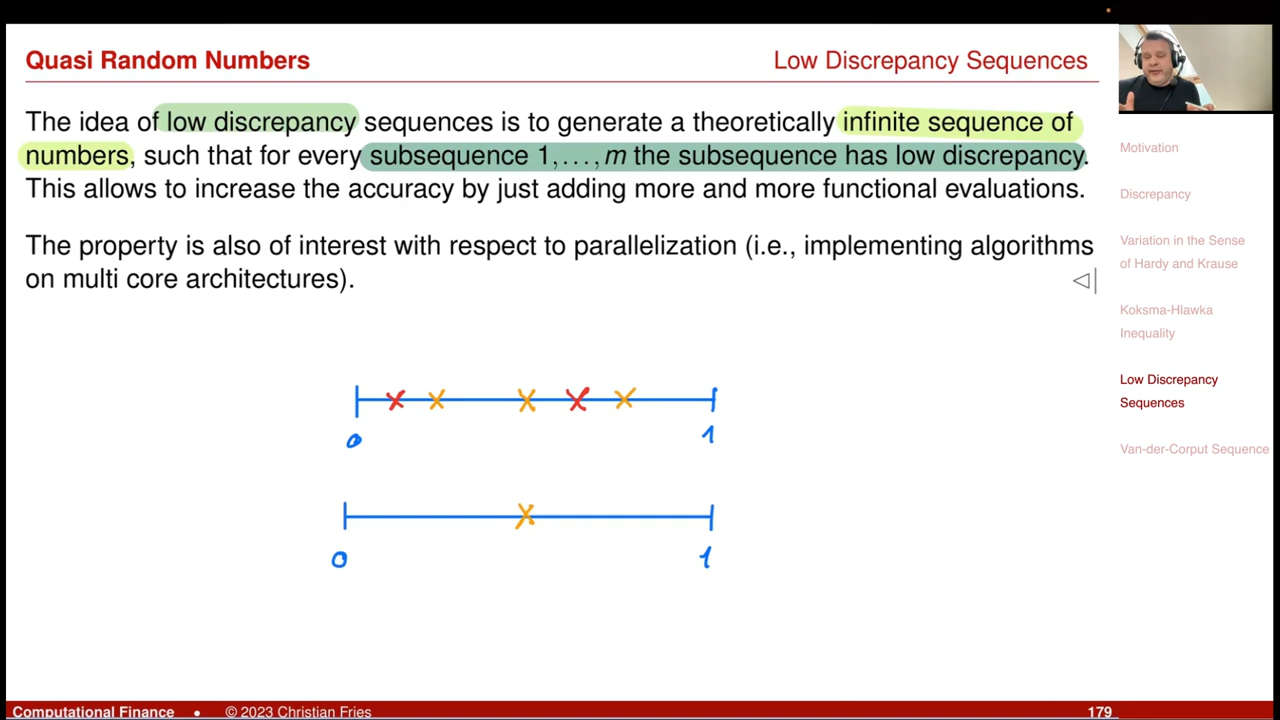 Quasi Random Numbers
Low Discrepancy Sequences
The idea of low discrepancy sequences is to generate a theoretically infinite sequence of
numbers, such that for every subsequence 1, . . . , m the subsequence has low discrepancy.
This allows to increase the accuracy by just adding more and more functional evaluations.
The property is also of interest with respect to parallelization (i.e., implementing algorithms
on multi core architectures).
◁|
0 1
0 1
Motivation
Discrepancy
Variation in the Sense
of Hardy and Krause
Koksma-Hlawka
Inequality
Low Discrepancy
Sequences
Van-der-Corput Sequence
Computational Finance • © 2023 Christian Fries
179